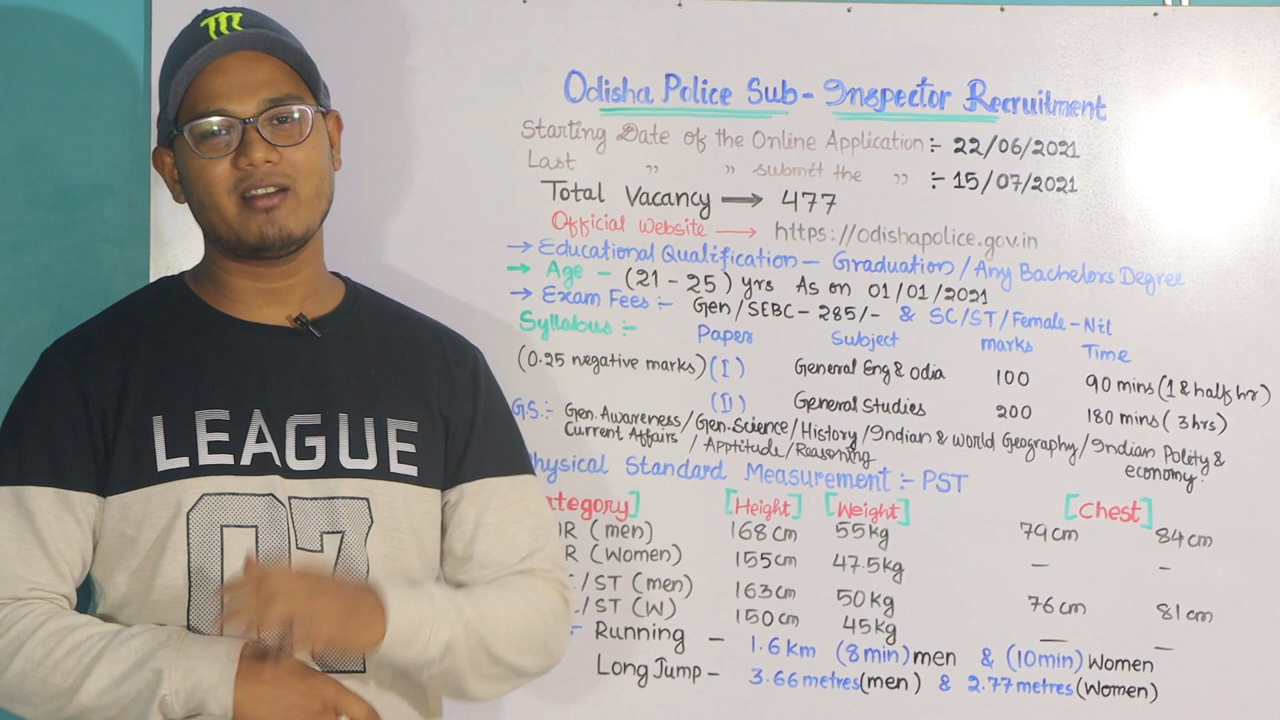 LEAGUE
07
Odisha Police Sub-Inspector Recruitment
Starting Date of the Online Application :- 22/06/2021
Last ,, ,, submit the ,, :- 15/07/2021
Total Vacancy → 477
Official Website → https://odishapolice.gov.in
→ Educational Qualification – Graduation/Any Bachelors Degree
→ Age – (21 - 25) yrs As on 01/01/2021
→ Exam Fees :- Gen/SEBC - 285/- & SC/ST/Female - Nil
Syllabus :- Paper Subject marks Time
(0.25 negative marks) (I) General Eng & Odia 100 90 mins (1 & half hr)
(II) General Studies 200 180 mins (3 hrs)
G.S:- Gen. Awareness/Gen. Science/History/Indian & World Geography/Indian Polity &
Current Affairs / Apptitude/Reasoning economy.
hysical Standard Measurement :- PST
ategory] [Height] [Weight] [Chest]
R (men) 168 cm 55 kg 79 cm 84 cm
R (Women) 155 cm 47.5 kg – –
/ST (men) 163 cm 50 kg 76 cm 81 cm
/ST (W) 150 cm 45 kg — –
- Running – 1.6 km (8 min) men & (10 min) Women
Long Jump – 3.66 metres (men) & 2.77 metres (Women)